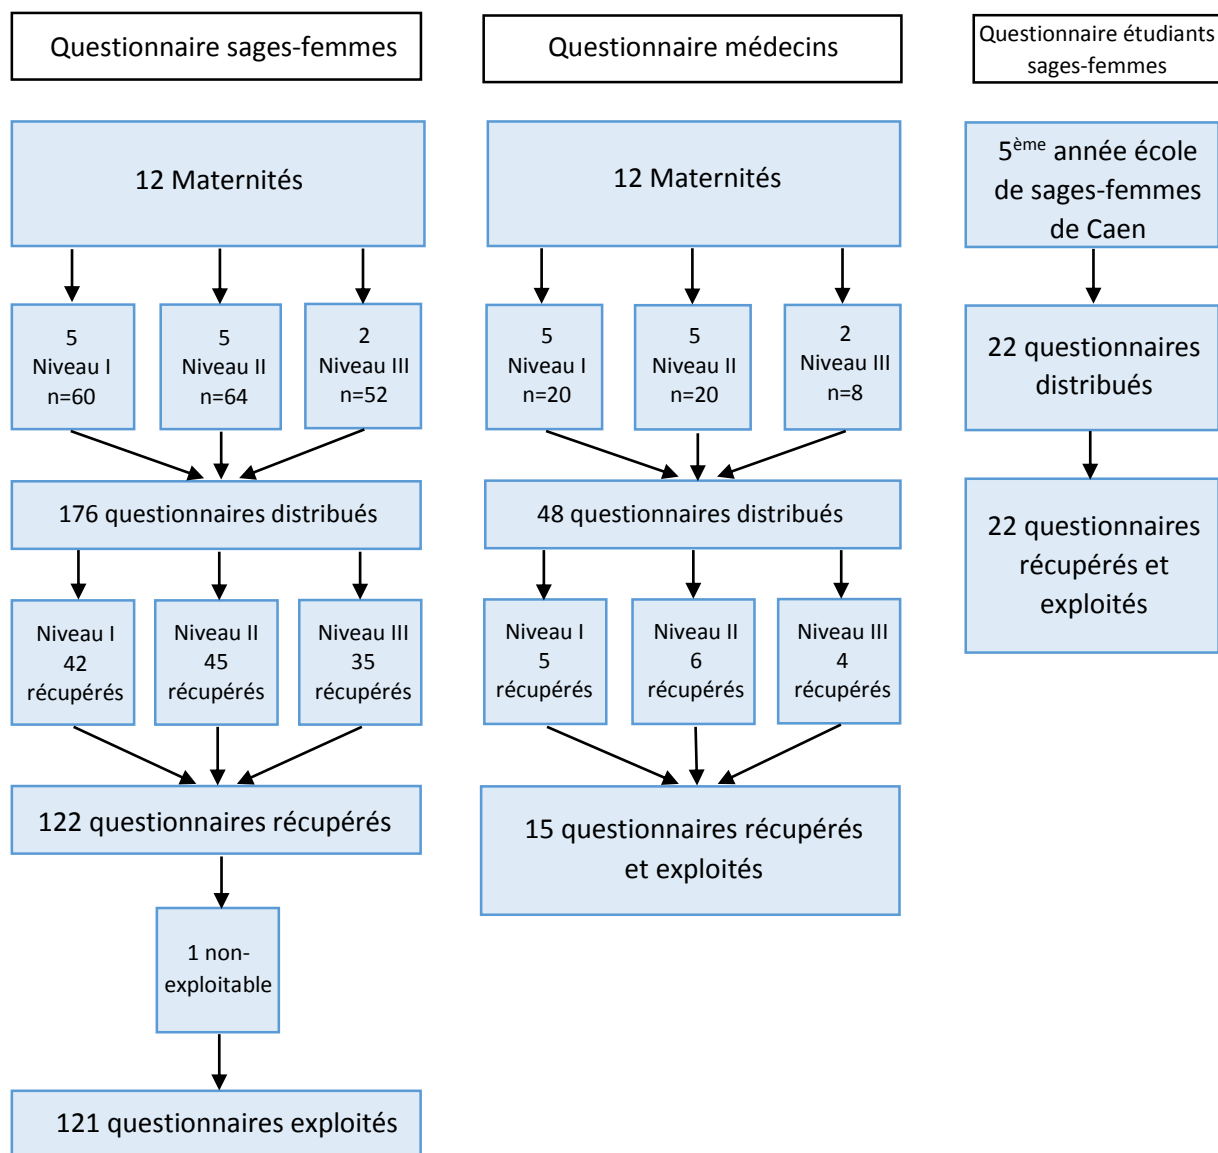 Questionnaire sages-femmes
12 Maternités
5
Niveau I
n=60
5
Niveau II
n=64
2
Niveau III
n=52
176 questionnaires distribués
Niveau I
42
récupérés
Niveau II
45
récupérés
Niveau III
35
récupérés
122 questionnaires récupérés
1 non-
exploitable
121 questionnaires exploités
Questionnaire médecins
12 Maternités
5
Niveau I
n=20
5
Niveau II
n=20
2
Niveau III
n=8
48 questionnaires distribués
Niveau I
5
récupérés
Niveau II
6
récupérés
Niveau III
4
récupérés
15 questionnaires récupérés
et exploités
Questionnaire étudiants
sages-femmes
5ème année école
de sages-femmes
de Caen
22 questionnaires
distribués
22 questionnaires
récupérés et
exploités